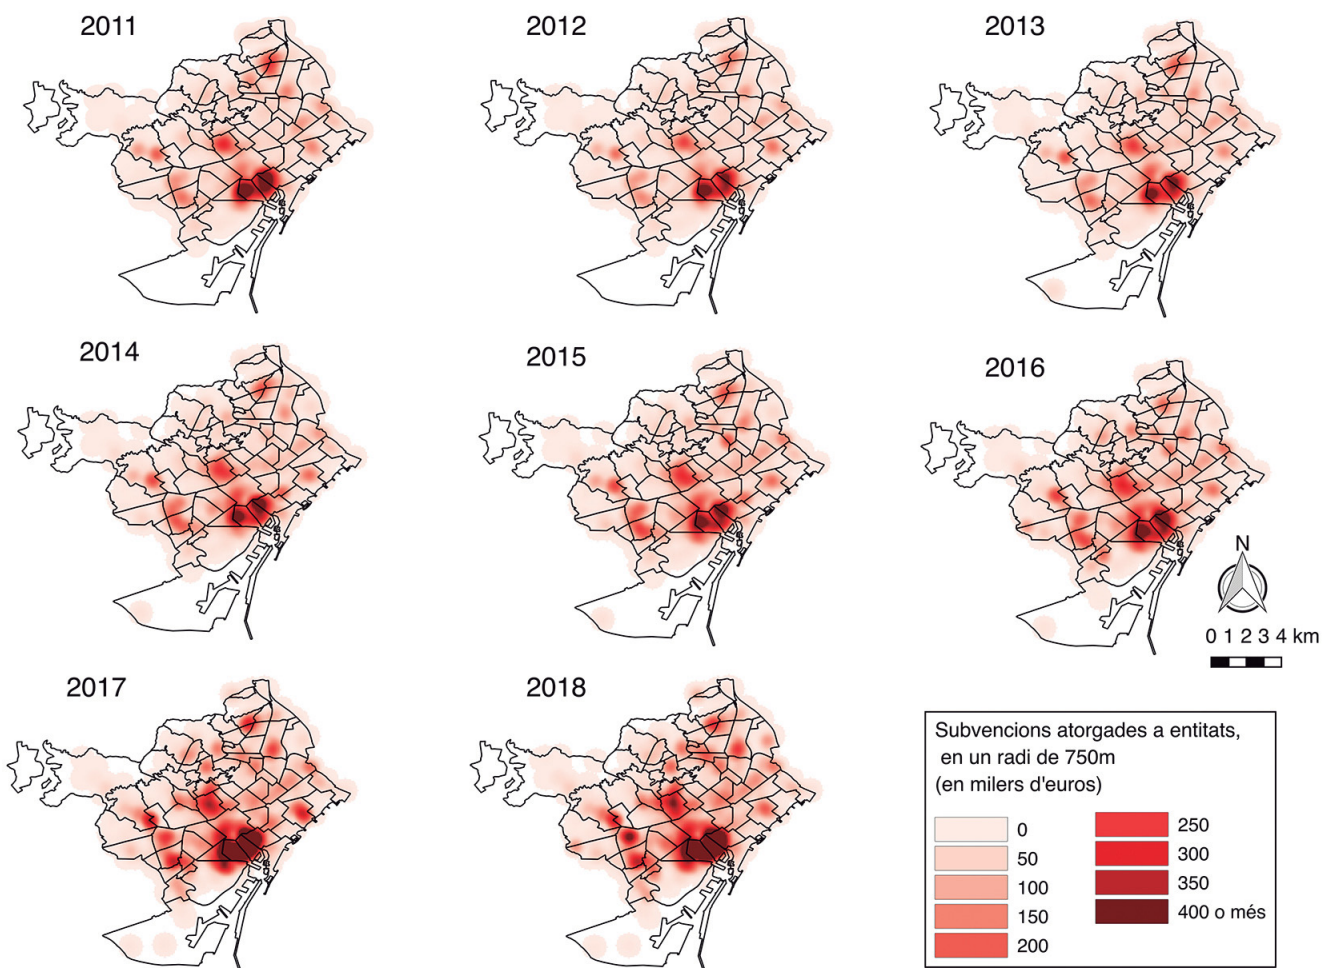 2011
2012
2013
2014
2015
2016
N
0 1 2 3 4 km
2017
2018
Subvencions atorgades a entitats,
en un radi de 750m
(en milers d'euros)
0
50
100
150
200
250
300
350
400 o més